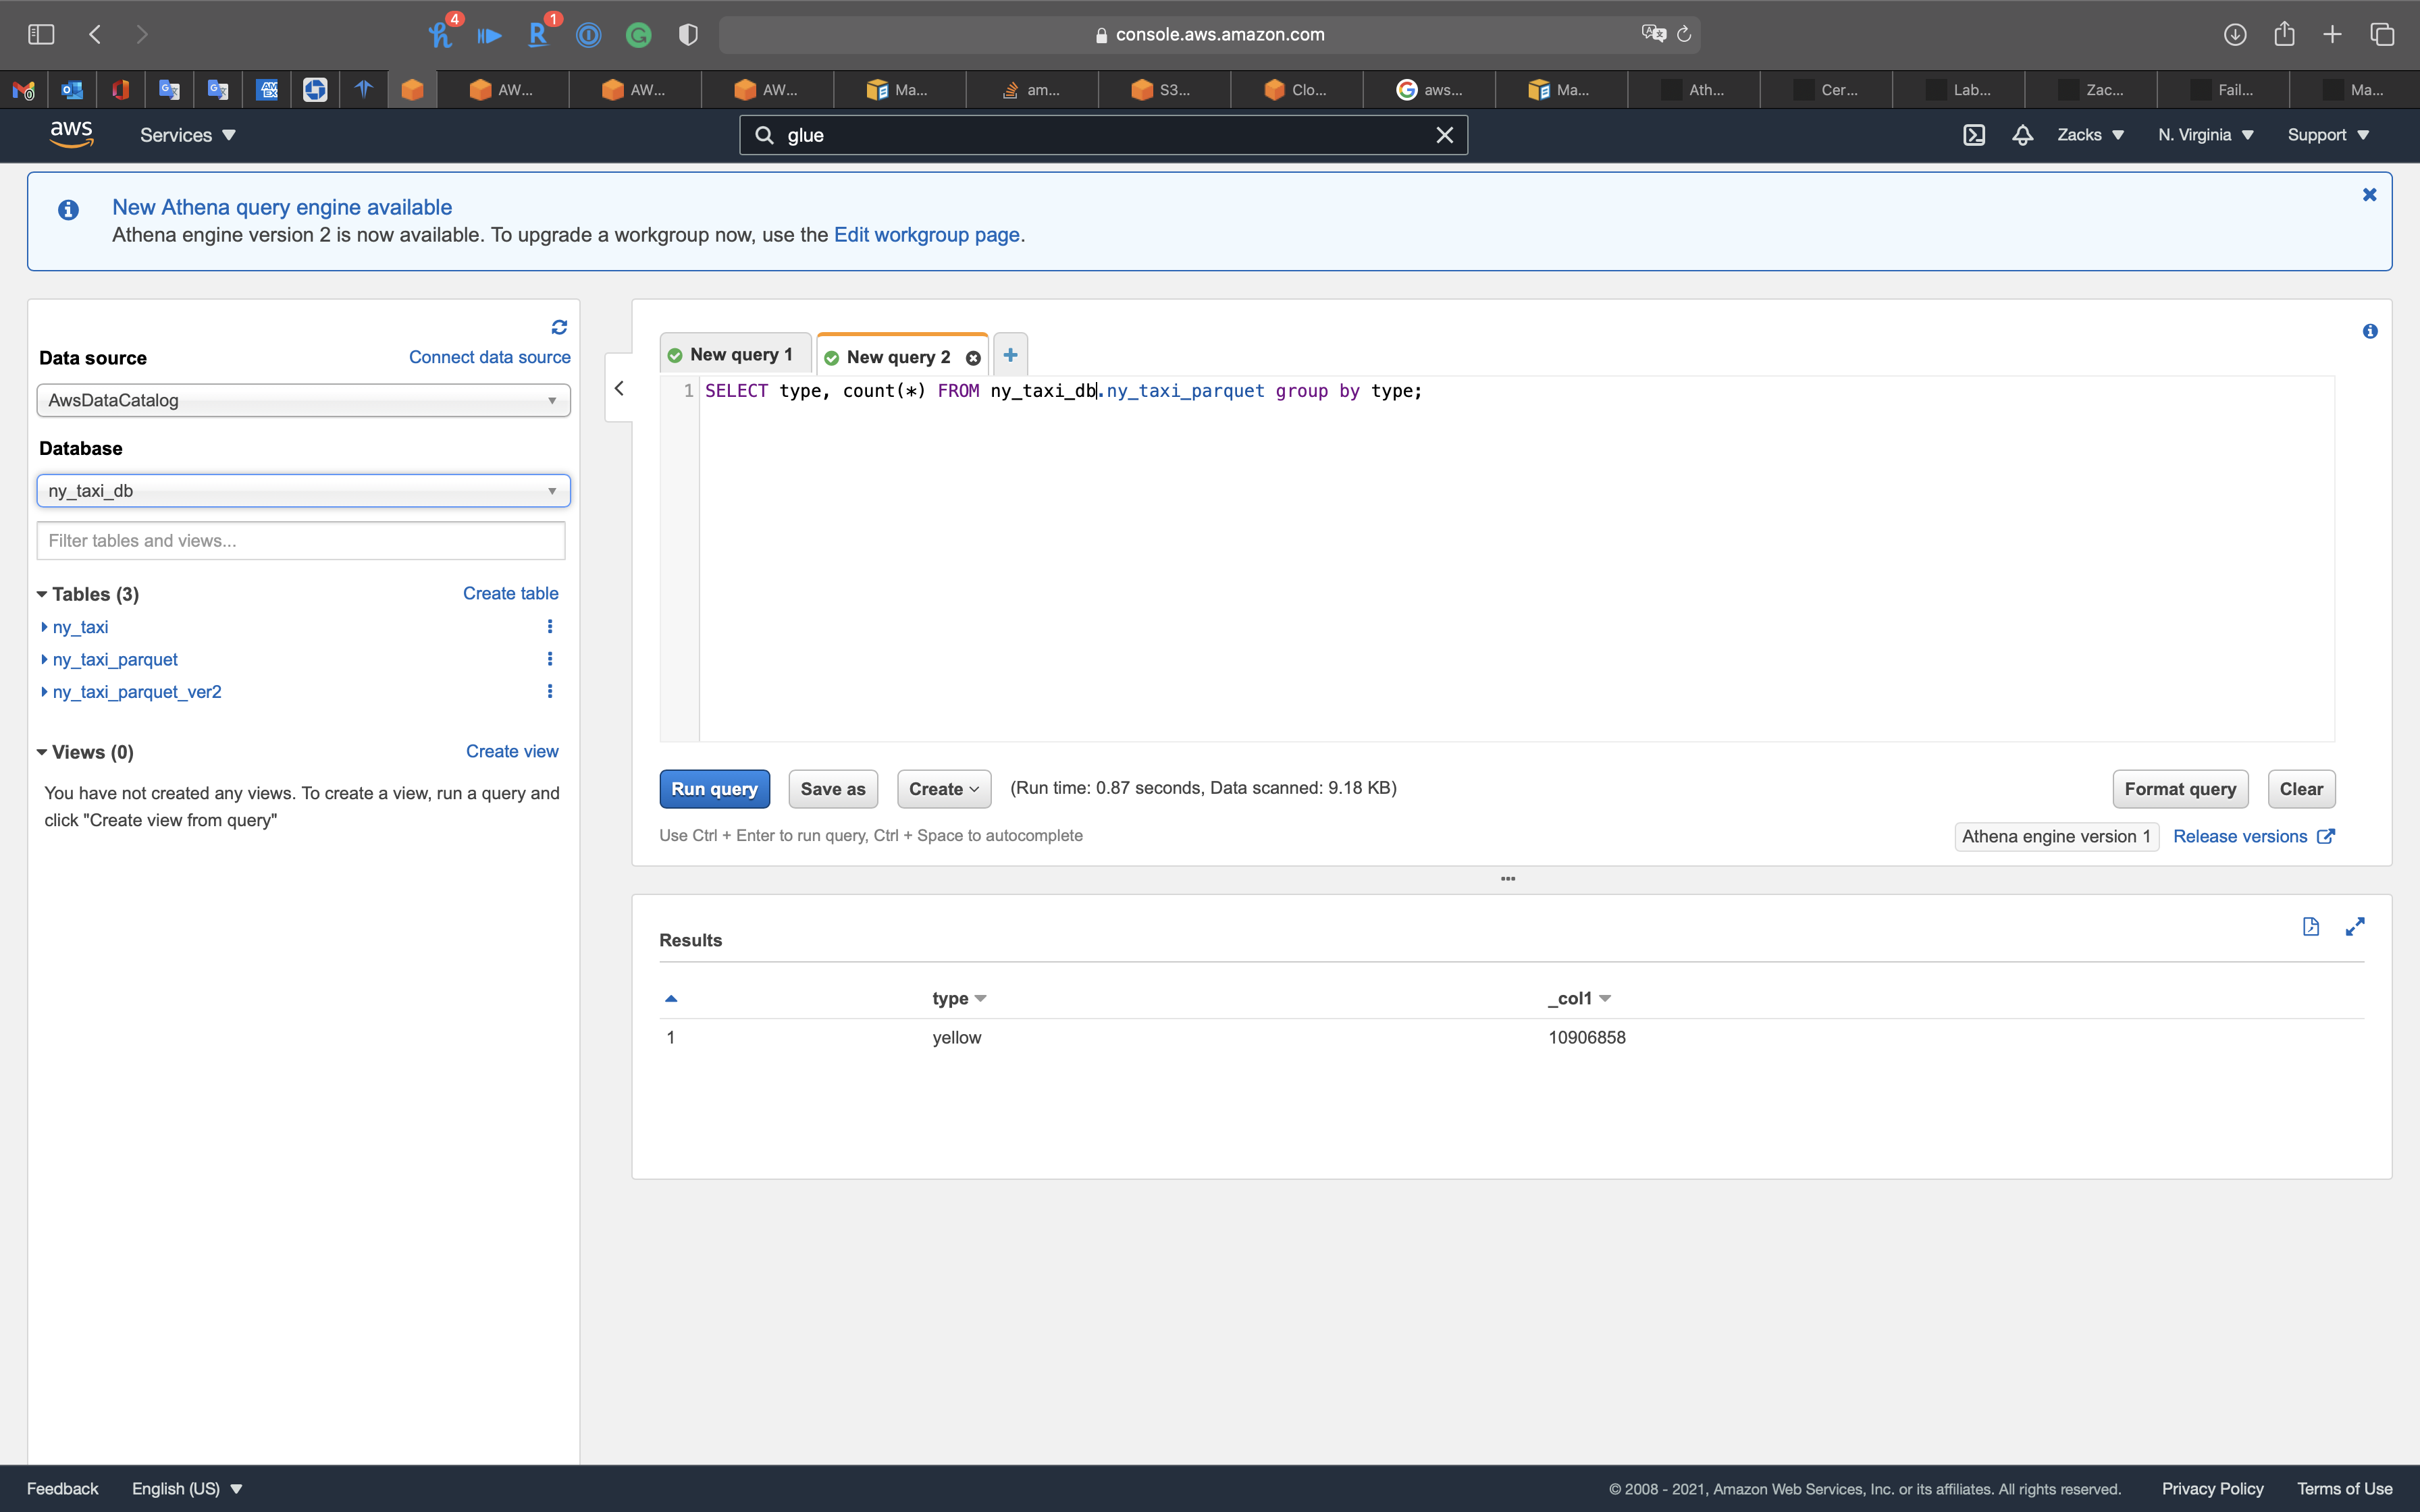 4
1
console.aws.amazon.com
AW...
AW...
AW...
Ma...
am...
S3...
Clo...
aws...
Ma...
Ath...
Cer...
Lab...
Zac...
Fail...
Ma...
aws Services glue Zacks N. Virginia Support
New Athena query engine available
Athena engine version 2 is now available. To upgrade a workgroup now, use the Edit workgroup page.
Data source Connect data source
AwsDataCatalog
Database
ny_taxi_db
Filter tables and views...
Tables (3) Create table
ny_taxi
ny_taxi_parquet
ny_taxi_parquet_ver2
Views (0) Create view
You have not created any views. To create a view, run a query and
click "Create view from query"
New query 1 New query 2
1 SELECT type, count(*) FROM ny_taxi_db.ny_taxi_parquet group by type;
Run query Save as Create (Run time: 0.87 seconds, Data scanned: 9.18 KB) Format query Clear
Use Ctrl + Enter to run query, Ctrl + Space to autocomplete Athena engine version 1 Release versions
Results
type _col1
1 yellow 10906858
Feedback English (US) © 2008 - 2021, Amazon Web Services, Inc. or its affiliates. All rights reserved. Privacy Policy Terms of Use